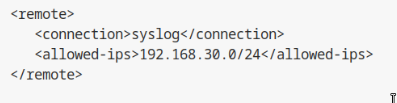 <remote>
   <connection>syslog</connection>
   <allowed-ips>192.168.30.0/24</allowed-ips>
</remote>